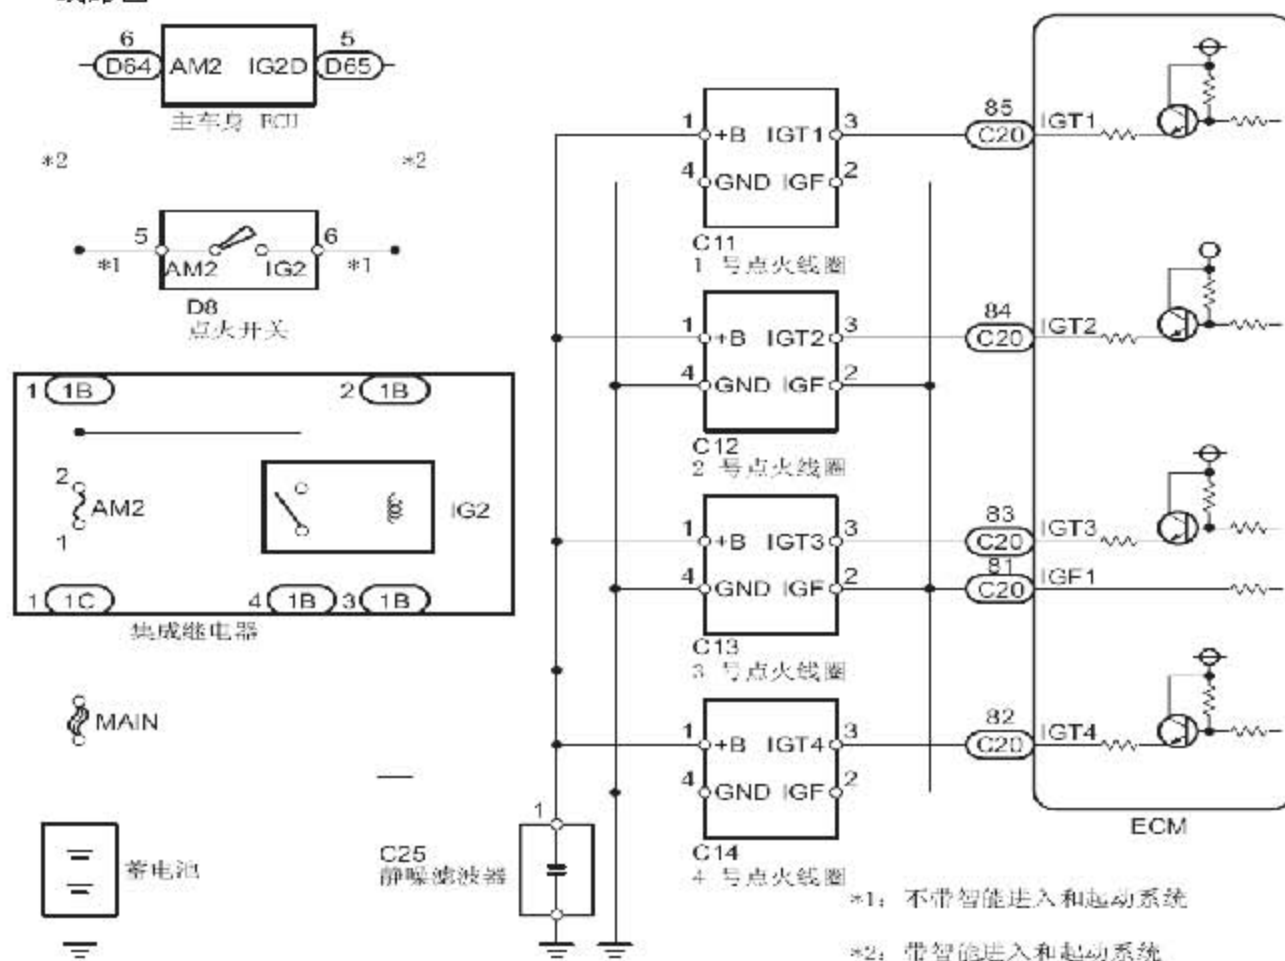 6 5
D64 AM2 IG2D D65
主车身 ECU
*2 *2
5 6
*1 AM2 IG2 *1
D8
点火开关
1 1B 2 1B
2
AM2 IG2
1
1 1C 4 1B 3 1B
集成继电器
MAIN
蓄电池
1
C25
静噪滤波器
1 +B IGT1 3
4 GND IGF 2
C11
1 号点火线圈
1 +B IGT2 3
4 GND IGF 2
C12
2 号点火线圈
1 +B IGT3 3
4 GND IGF 2
C13
3 号点火线圈
1 +B IGT4 3
4 GND IGF 2
C14
4 号点火线圈
85
C20 IGT1
84
C20 IGT2
83
C20 IGT3
81
C20 IGF1
82
C20 IGT4
ECM
*1: 不带智能进入和起动系统
*2: 带智能进入和起动系统